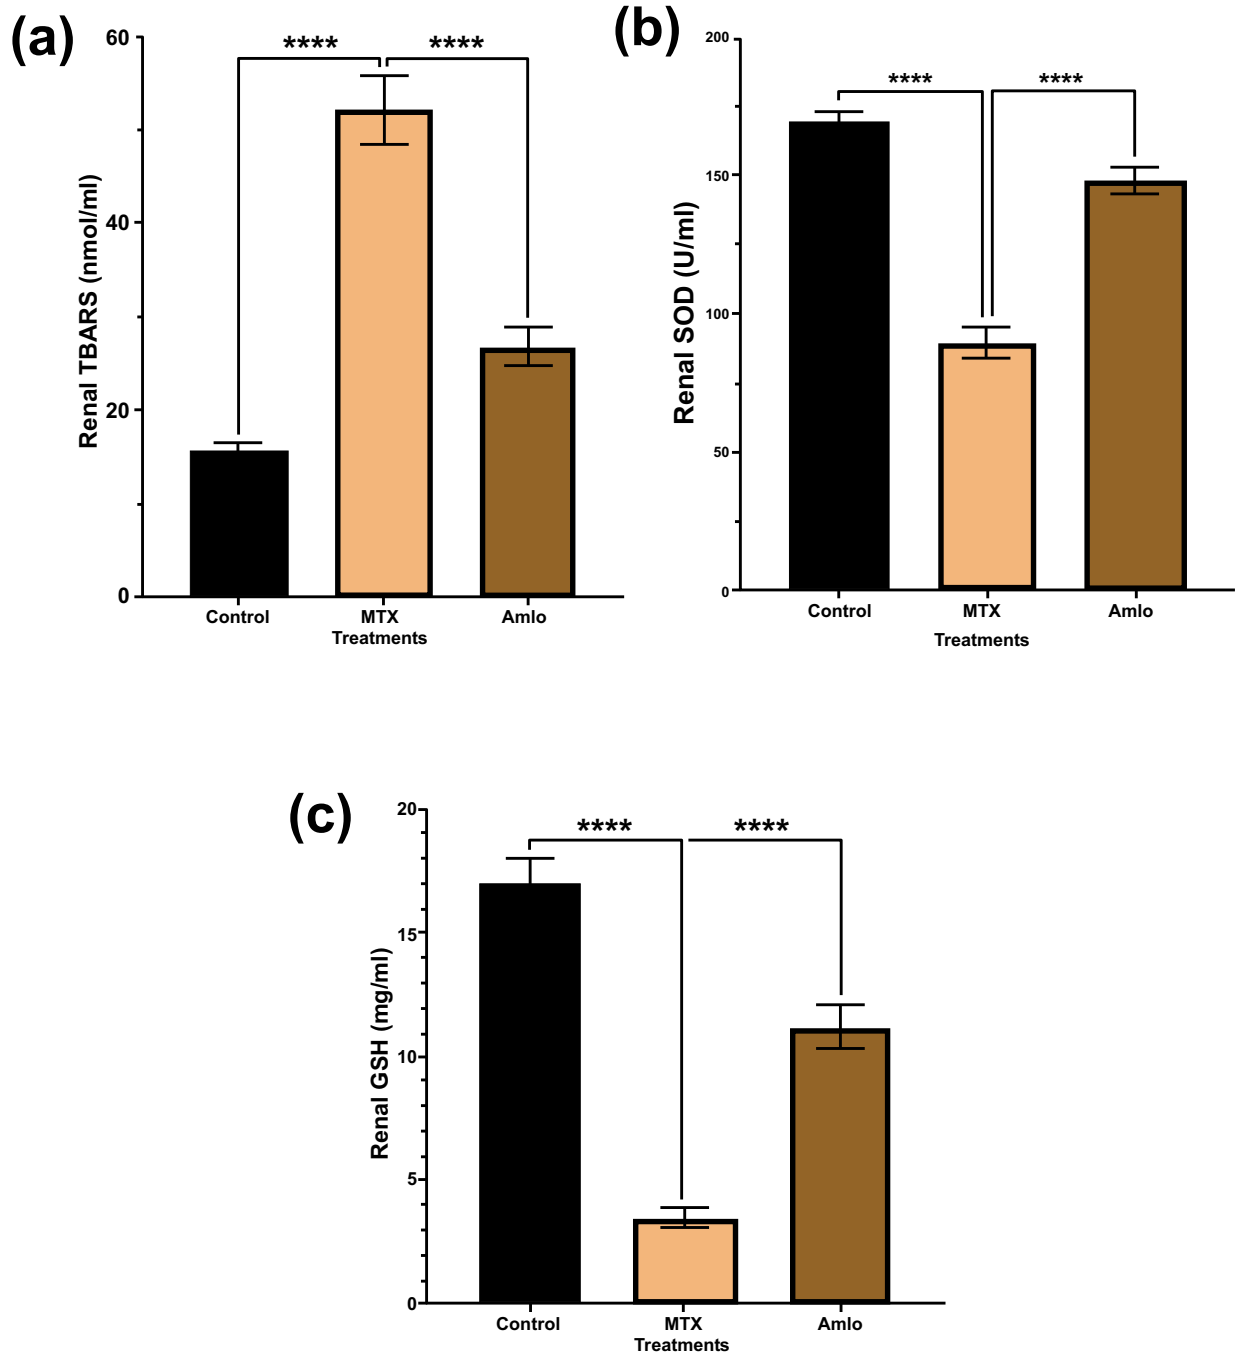 (a)
60
40
20
0
Renal TBARS (nmol/ml)
**** ****
Control MTX Amlo
Treatments
(b)
200
150
100
50
0
Renal SOD (U/ml)
**** ****
Control MTX Amlo
Treatments
(c)
20
15
10
5
0
Renal GSH (mg/ml)
**** ****
Control MTX Amlo
Treatments